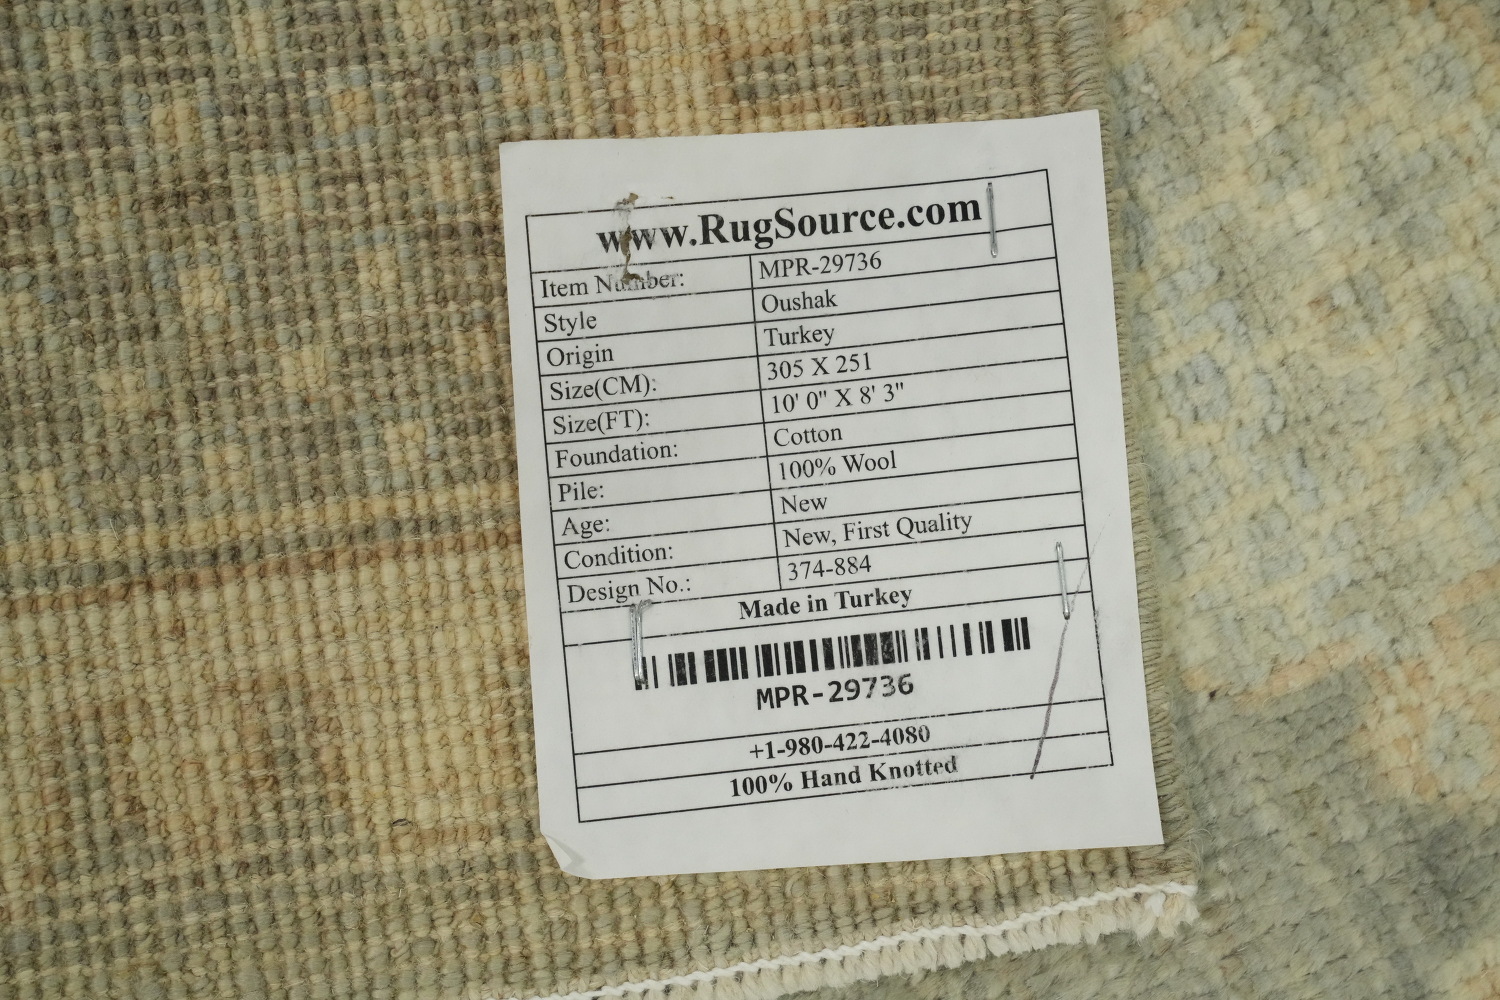 www.RugSource.com
Item Number: MPR-29736
Style Oushak
Origin Turkey
Size(CM): 305 X 251
Size(FT): 10' 0" X 8' 3"
Foundation: Cotton
Pile: 100% Wool
Age: New
Condition: New, First Quality
Design No.: 374-884
Made in Turkey
MPR-29736
+1-980-422-4080
100% Hand Knotted